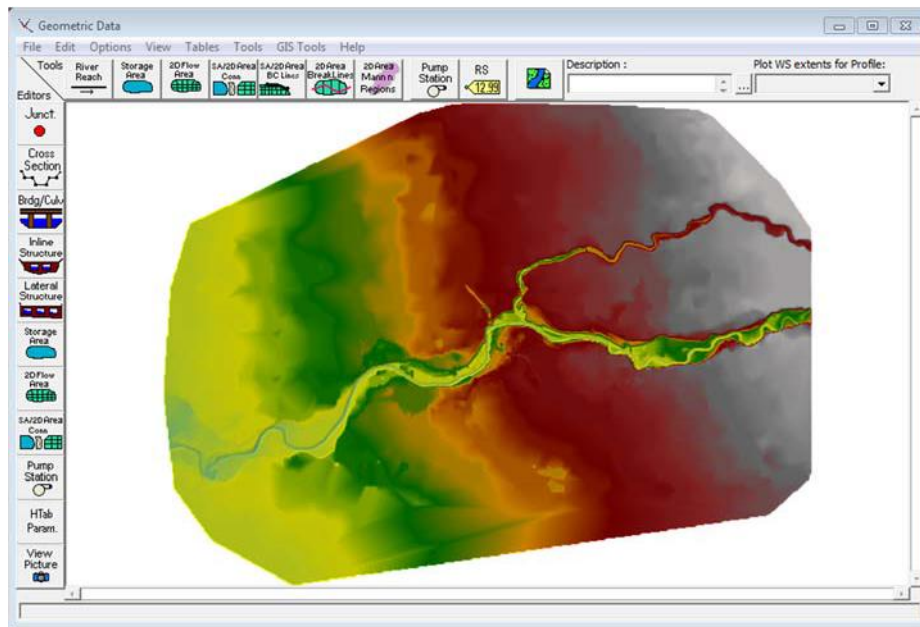 Geometric Data
File Edit Options View Tables Tools GIS Tools Help
Tools
Editors
River
Reach
Storage
Area
2D Flow
Area
SA/2D Area
Conn
SA/2D Area
BC Lines
2D Area
BreakLines
2D Area
Mann n
Regions
Pump
Station
RS
12.99
Description :
...
Plot WS extents for Profile:
Junct.
Cross
Section
Brdg/Culv
Inline
Structure
Lateral
Structure
Storage
Area
2D Flow
Area
SA/2D Area
Conn
Pump
Station
HTab
Param.
View
Picture